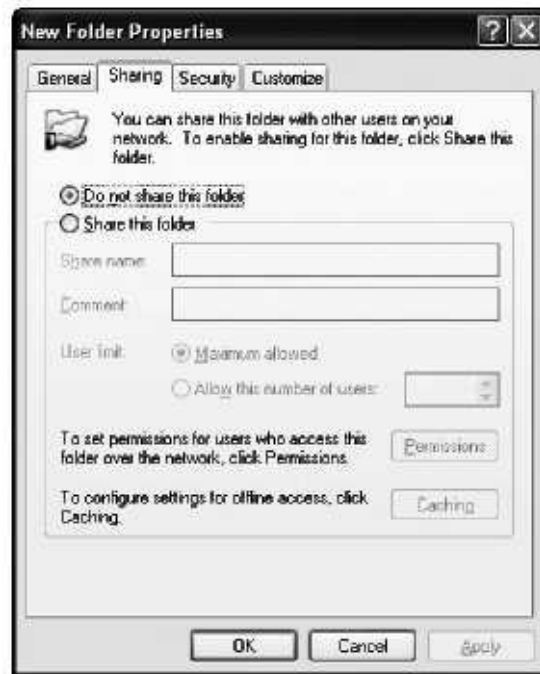 New Folder Properties
General Sharing Security Customize
You can share this folder with other users on your
network. To enable sharing for this folder, click Share this
folder.
Do not share this folder
Share this folder
Share name:
Comment:
User limit: Maximum allowed
Allow this number of users:
To set permissions for users who access this
folder over the network, click Permissions.
Permissions
To configure settings for offline access, click
Caching.
Caching
OK Cancel Apply